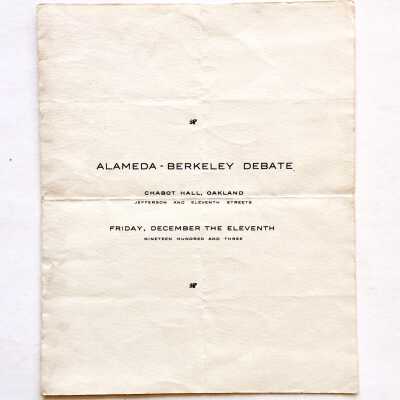 ALAMEDA - BERKELEY DEBATE
CHABOT HALL, OAKLAND
JEFFERSON AND ELEVENTH STREETS
FRIDAY, DECEMBER THE ELEVENTH
NINETEEN HUNDRED AND THREE